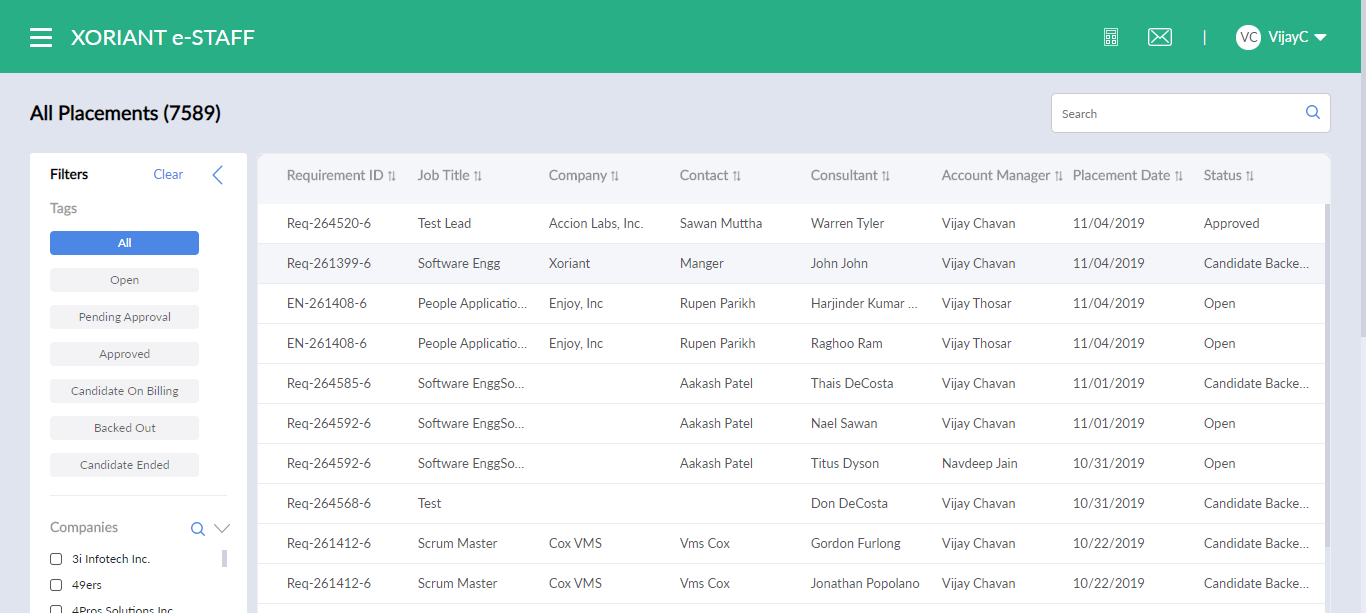 XORIANT e-STAFF
VC VijayC
All Placements (7589)
Search
Filters Clear
Tags
All
Open
Pending Approval
Approved
Candidate On Billing
Backed Out
Candidate Ended
Companies
3i Infotech Inc.
49ers
4Pros Solutions Inc
Requirement ID Job Title Company Contact Consultant Account Manager Placement Date Status
Req-264520-6 Test Lead Accion Labs, Inc. Sawan Muttha Warren Tyler Vijay Chavan 11/04/2019 Approved
Req-261399-6 Software Engg Xoriant Manger John John Vijay Chavan 11/04/2019 Candidate Backe...
EN-261408-6 People Applicatio... Enjoy, Inc Rupen Parikh Harjinder Kumar ... Vijay Thosar 11/04/2019 Open
EN-261408-6 People Applicatio... Enjoy, Inc Rupen Parikh Raghoo Ram Vijay Thosar 11/04/2019 Open
Req-264585-6 Software EnggSo... Aakash Patel Thais DeCosta Vijay Chavan 11/01/2019 Candidate Backe...
Req-264592-6 Software EnggSo... Aakash Patel Nael Sawan Vijay Chavan 11/01/2019 Open
Req-264592-6 Software EnggSo... Aakash Patel Titus Dyson Navdeep Jain 10/31/2019 Open
Req-264568-6 Test Don DeCosta Vijay Chavan 10/31/2019 Candidate Backe...
Req-261412-6 Scrum Master Cox VMS Vms Cox Gordon Furlong Vijay Chavan 10/22/2019 Candidate Backe...
Req-261412-6 Scrum Master Cox VMS Vms Cox Jonathan Popolano Vijay Chavan 10/22/2019 Candidate Backe...